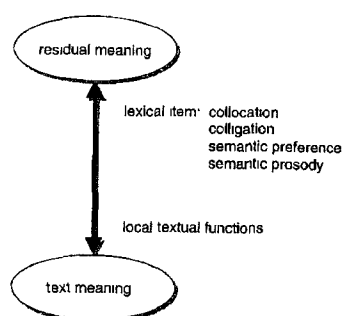 residual meaning
lexical item: collocation
colligation
semantic preference
semantic prosody
local textual functions
text meaning